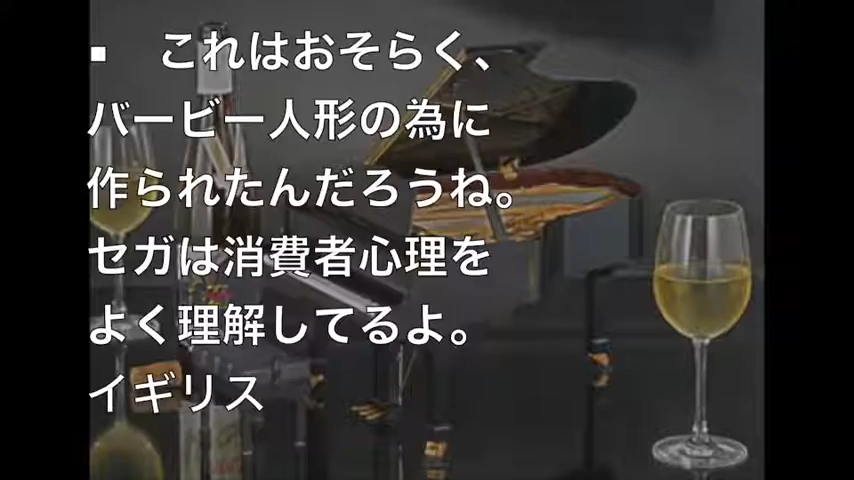 ▪ これはおそらく、
バービー人形の為に
作られたんだろうね。
セガは消費者心理を
よく理解してるよ。
イギリス